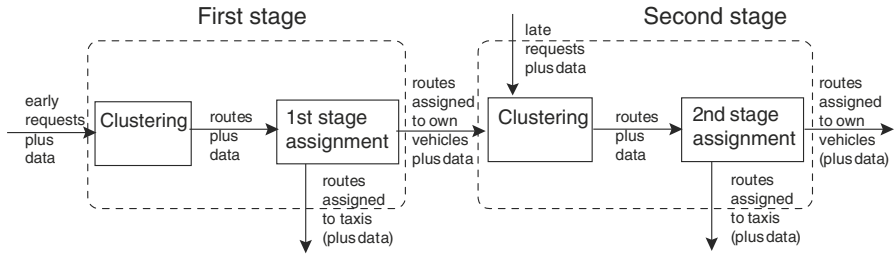 First stage
Second stage
early
requests
plus
data
Clustering
routes
plus
data
1st stage
assignment
routes
assigned
to taxis
(plus data)
routes
assigned
to own
vehicles
plus data
late
requests
plus data
Clustering
routes
plus
data
2nd stage
assignment
routes
assigned
to taxis
(plus data)
routes
assigned
to own
vehicles
(plus data)